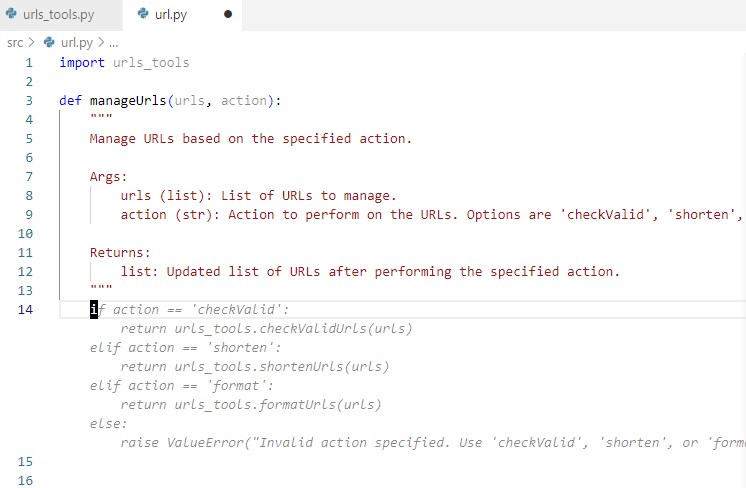 urls_tools.py url.py
src > url.py > ...
1 import urls_tools
2
3 def manageUrls(urls, action):
4 """
5 Manage URLs based on the specified action.
6
7 Args:
8 urls (list): List of URLs to manage.
9 action (str): Action to perform on the URLs. Options are 'checkValid', 'shorten',
10
11 Returns:
12 list: Updated list of URLs after performing the specified action.
13 """
14 if action == 'checkValid':
return urls_tools.checkValidUrls(urls)
elif action == 'shorten':
return urls_tools.shortenUrls(urls)
elif action == 'format':
return urls_tools.formatUrls(urls)
else:
raise ValueError("Invalid action specified. Use 'checkValid', 'shorten', or 'form
15
16